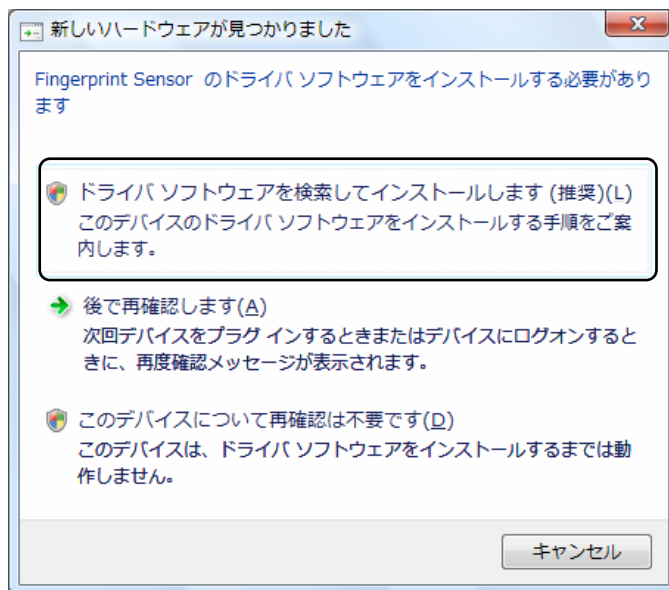 新しいハードウェアが見つかりました
Fingerprint Sensor のドライバ ソフトウェアをインストールする必要があり
ます
ドライバ ソフトウェアを検索してインストールします (推奨)(L)
このデバイスのドライバ ソフトウェアをインストールする手順をご案
内します。
後で再確認します(A)
次回デバイスをプラグ インするときまたはデバイスにログオンすると
きに、再度確認メッセージが表示されます。
このデバイスについて再確認は不要です(D)
このデバイスは、ドライバ ソフトウェアをインストールするまでは動
作しません。
キャンセル